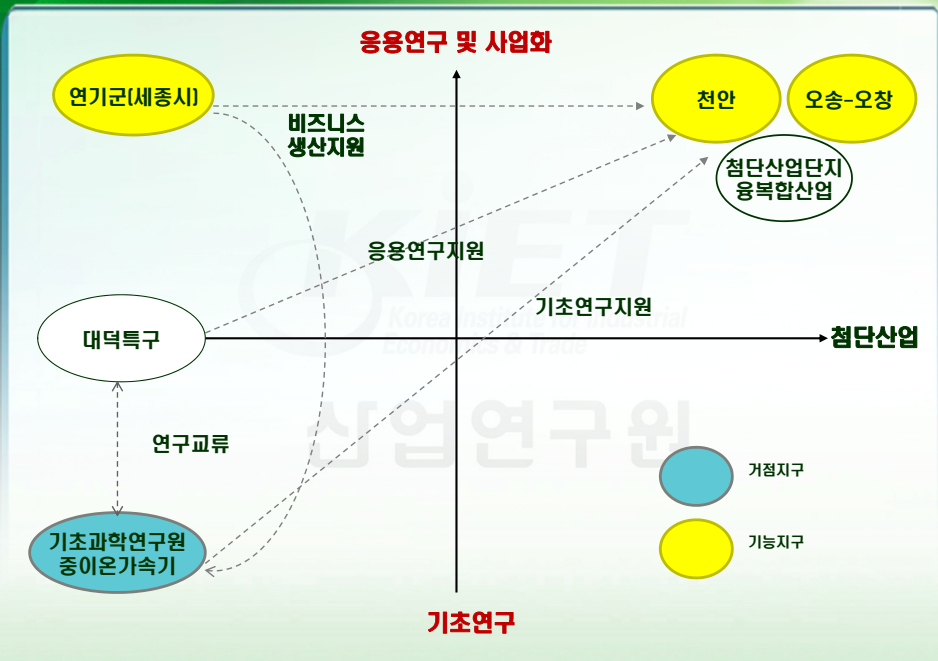 응용연구 및 사업화
연기군(세종시)
천안
오송-오창
비즈니스
생산지원
첨단산업단지
융복합산업
응용연구지원
KIET
Korea Institute for Industrial
Economics & Trade
기초연구지원
대덕특구
첨단산업
산업연구원
연구교류
거점지구
기초과학연구원
중이온가속기
기능지구
기초연구